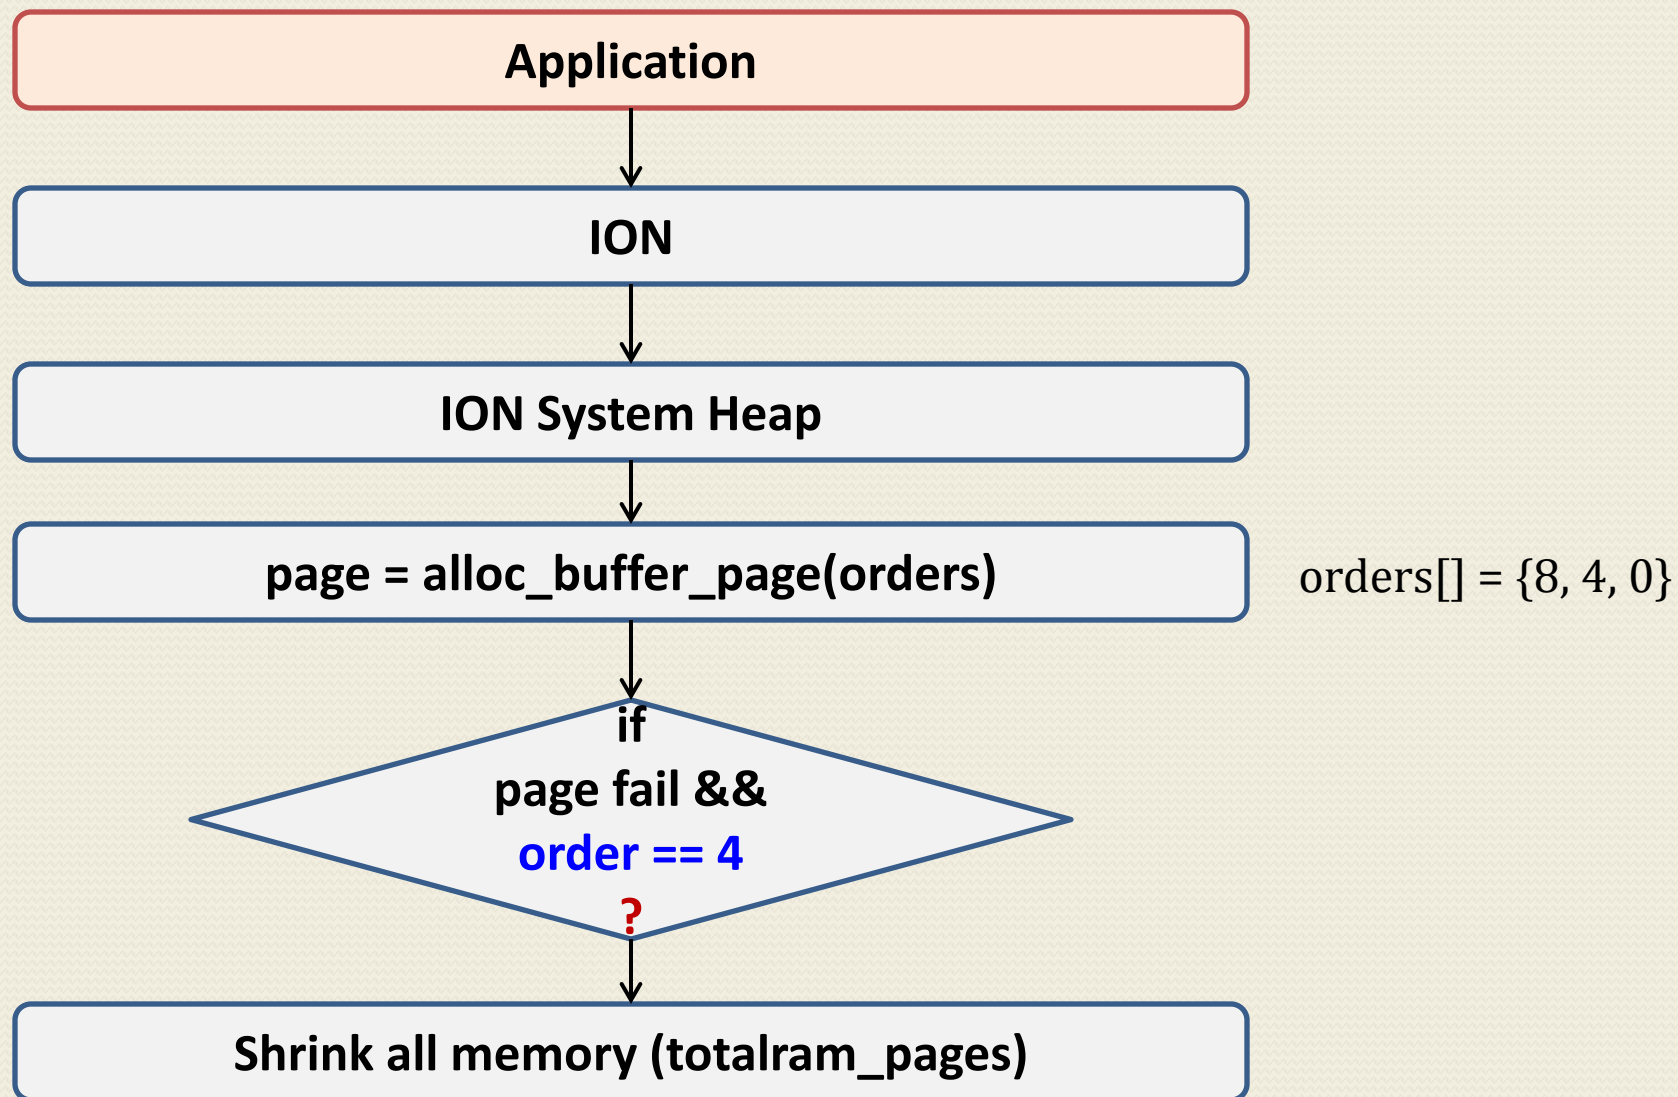 Application
ION
ION System Heap
page = alloc_buffer_page(orders)
orders[] = {8, 4, 0}
if
page fail &&
order == 4
?
Shrink all memory (totalram_pages)